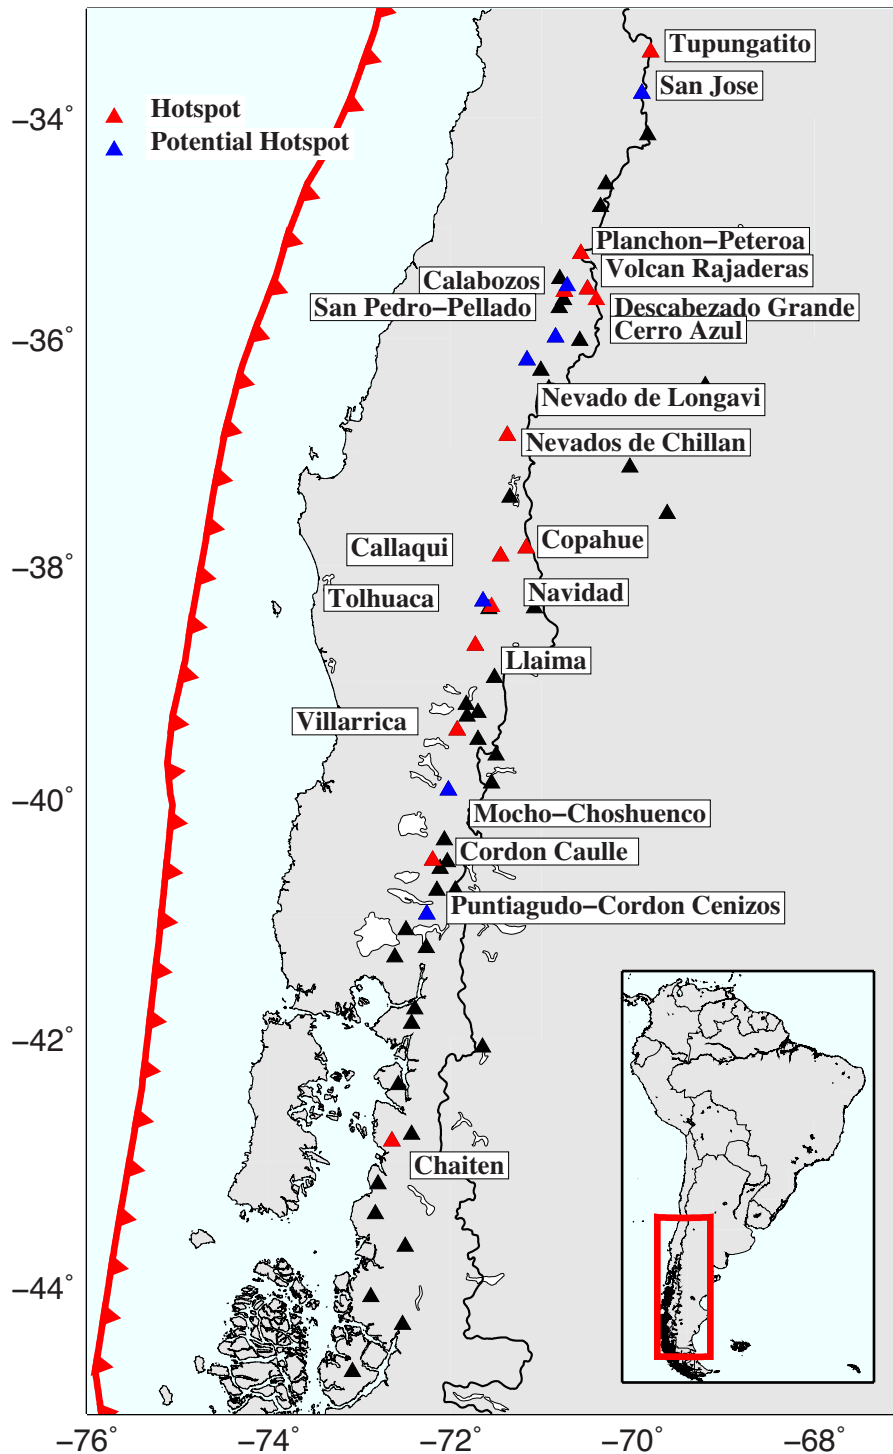 Tupungatito
San Jose
−34°
Hotspot
Potential Hotspot
Planchon−Peteroa
Volcan Rajaderas
Calabozos
San Pedro−Pellado
Descabezado Grande
Cerro Azul
−36°
Nevado de Longavi
Nevados de Chillan
Copahue
Callaqui
−38°
Navidad
Tolhuaca
Llaima
Villarrica
−40°
Mocho−Choshuenco
Cordon Caulle
Puntiagudo−Cordon Cenizos
−42°
Chaiten
−44°
−76° −74° −72° −70° −68°